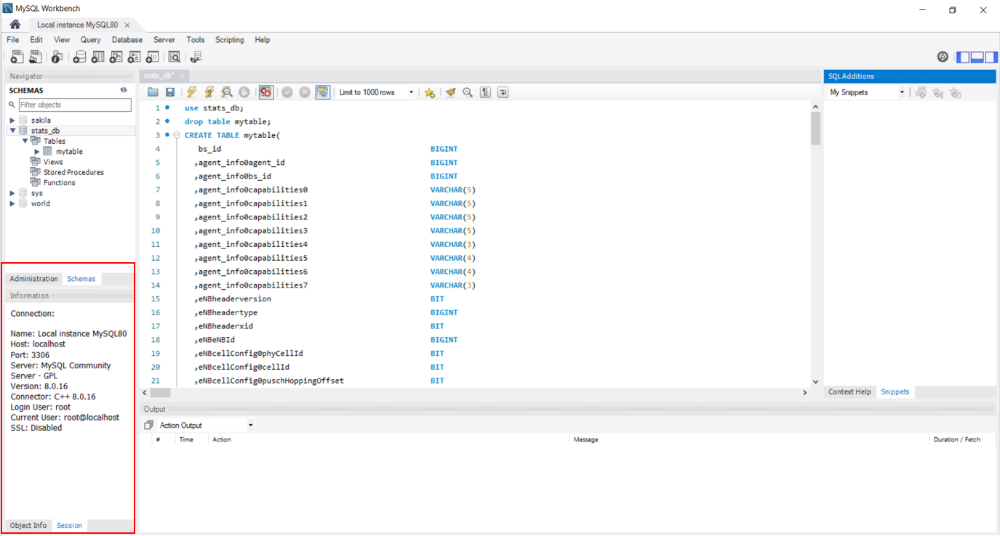 MySQL Workbench
Local instance MySQL80
File Edit View Query Database Server Tools Scripting Help
Navigator
SCHEMAS
Filter objects
sakila
stats_db
Tables
mytable
Views
Stored Procedures
Functions
sys
world
Administration Schemas
Information
Connection:
Name: Local instance MySQL80
Host: localhost
Port: 3306
Server: MySQL Community
Server - GPL
Version: 8.0.16
Connector: C++ 8.0.16
Login User: root
Current User: root@localhost
SSL: Disabled
Object Info Session
stats_db*
Limit to 1000 rows
1 use stats_db;
2 drop table mytable;
3 CREATE TABLE mytable(
4 bs_id BIGINT
5 ,agent_info0agent_id BIGINT
6 ,agent_info0bs_id BIGINT
7 ,agent_info0capabilities0 VARCHAR(5)
8 ,agent_info0capabilities1 VARCHAR(5)
9 ,agent_info0capabilities2 VARCHAR(5)
10 ,agent_info0capabilities3 VARCHAR(5)
11 ,agent_info0capabilities4 VARCHAR(3)
12 ,agent_info0capabilities5 VARCHAR(4)
13 ,agent_info0capabilities6 VARCHAR(4)
14 ,agent_info0capabilities7 VARCHAR(3)
15 ,eNBheaderversion BIT
16 ,eNBheadertype BIGINT
17 ,eNBheaderxid BIT
18 ,eNBeNBId BIGINT
19 ,eNBcellConfig0phyCellId BIT
20 ,eNBcellConfig0cellId BIT
21 ,eNBcellConfig0puschHoppingOffset BIT
Output
Action Output
# Time Action Message Duration / Fetch
SQLAdditions
My Snippets
Context Help Snippets